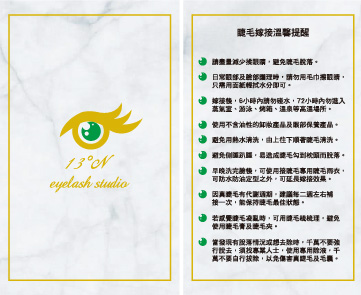 13°N
eyelash studio
睫毛嫁接溫馨提醒
請盡量減少揉眼睛，避免睫毛脫落。
日常眼部及臉部護理時，請勿用毛巾擦眼睛，
只需用面紙輕拭水分即可。
嫁接後，6小時內請勿碰水，72小時內勿進入
蒸氣室、游泳、烤箱、溫泉等高溫場所。
使用不含油性的卸妝產品及眼部保養產品。
避免用熱水清洗，由上往下順著睫毛清洗。
避免側面趴睡，易造成睫毛勾到枕頭而脫落。
早晚洗完臉後，可使用接睫毛專用睫毛雨衣，
可防水防油定型之外，可延長嫁接效果。
因真睫毛有代謝週期，建議每二週左右補
接一次，能保持睫毛最佳狀態。
若感覺睫毛凌亂時，可用睫毛梳梳理。避免
使用睫毛膏及睫毛夾。
當發現有脫落情況或想去除時，千萬不要強
行脫去，須找專業人士，使用專用除液，千
萬不要自行拔除，以免傷害真睫毛及毛囊。